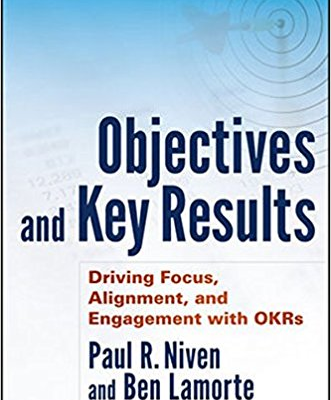 Objectives
and Key Results
Driving Focus,
Alignment, and
Engagement with OKRs
Paul R. Niven
and Ben Lamorte